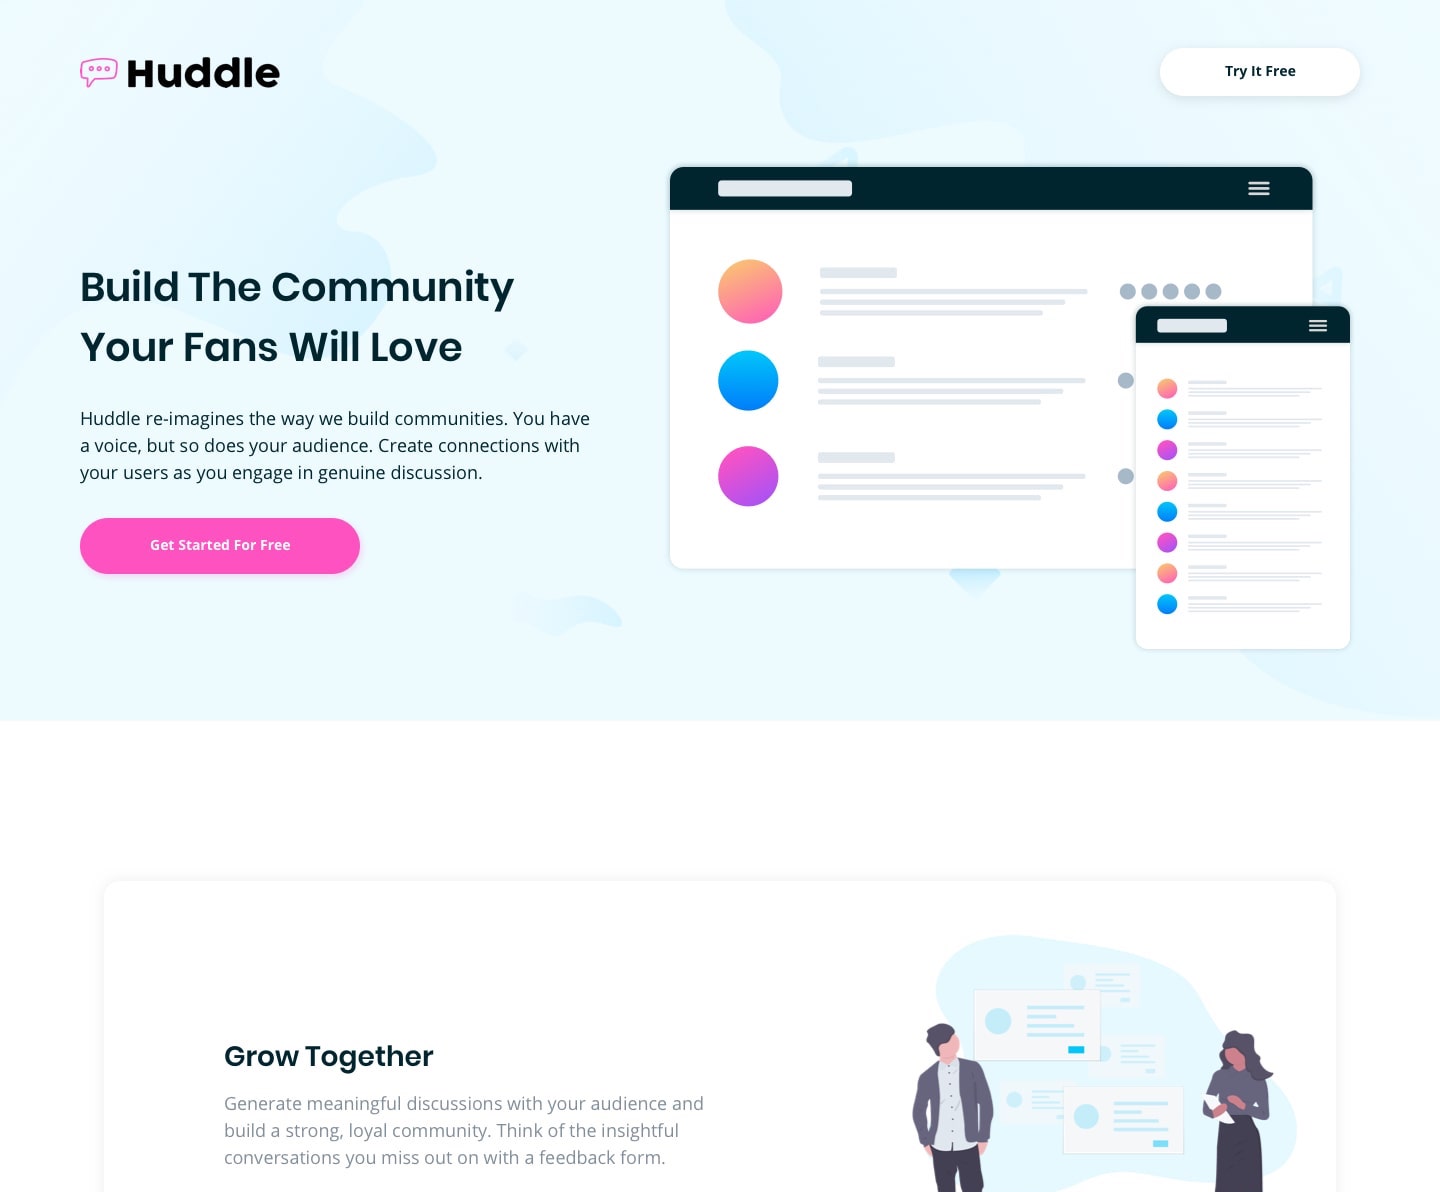 Huddle
Try It Free
Build The Community
Your Fans Will Love
Huddle re-imagines the way we build communities. You have
a voice, but so does your audience. Create connections with
your users as you engage in genuine discussion.
Get Started For Free
Grow Together
Generate meaningful discussions with your audience and
build a strong, loyal community. Think of the insightful
conversations you miss out on with a feedback form.